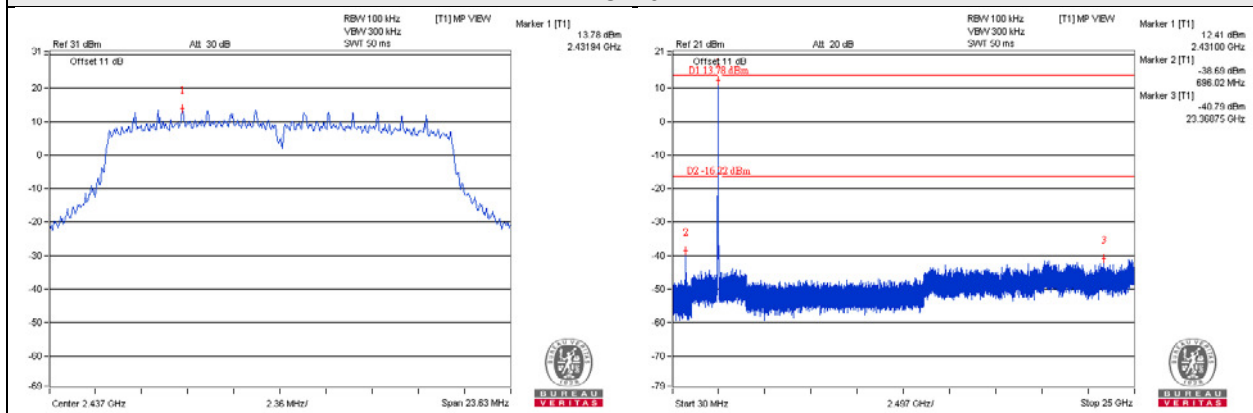 RBW 100 kHz [T1] MP VIEW
VBW 300 kHz
Ref 31 dBm Att 30 dB SWT 50 ms
Marker 1 [T1]
13.78 dBm
2.43194 GHz
Offset 11 dB
31
20
10
0
-10
-20
-30
-40
-50
-60
-69
1
Center 2.437 GHz 2.36 MHz/ Span 23.63 MHz
BUREAU
VERITAS
RBW 100 kHz [T1] MP VIEW
VBW 300 kHz
Ref 21 dBm Att 20 dB SWT 50 ms
Marker 1 [T1]
12.41 dBm
2.43100 GHz
Marker 2 [T1]
-38.69 dBm
696.02 MHz
Marker 3 [T1]
-40.79 dBm
23.36875 GHz
Offset 11 dB
D1 13.78 dBm
D2 -16.22 dBm
21
10
0
-10
-20
-30
-40
-50
-60
-70
-79
2
3
Start 30 MHz 2.497 GHz/ Stop 25 GHz
BUREAU
VERITAS